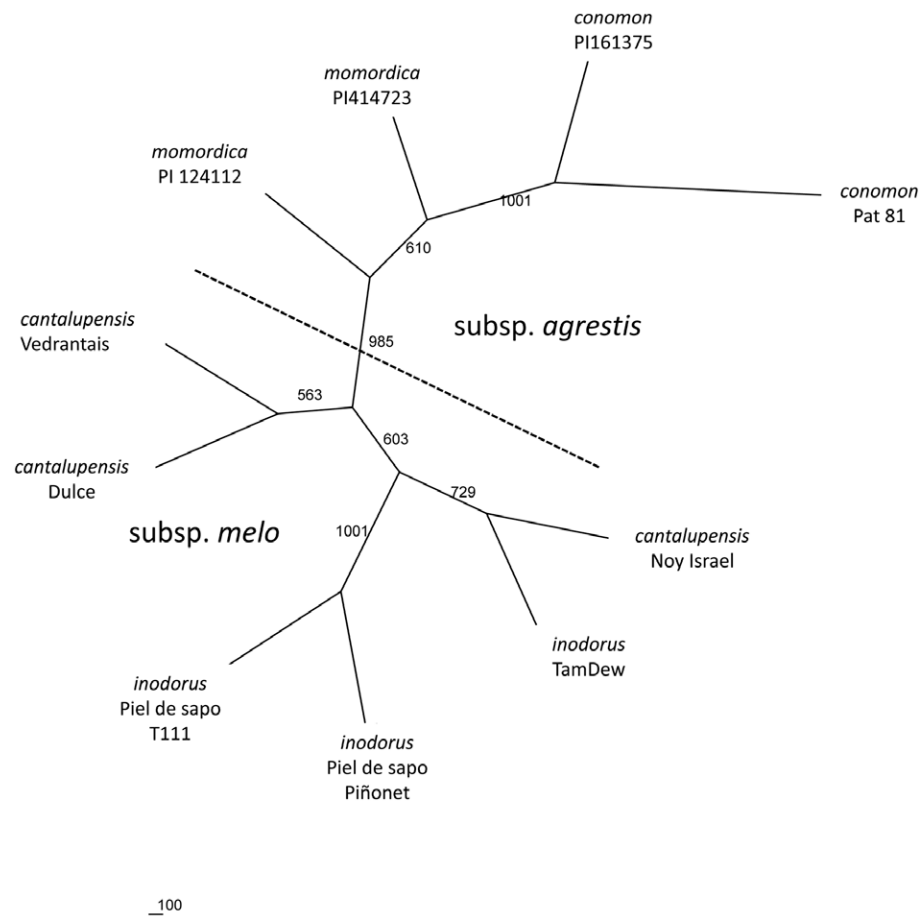 conomon
PI161375
momordica
PI414723
momordica
PI 124112
1001
conomon
Pat 81
610
cantalupensis
Vedrantais
subsp. agrestis
985
563
603
cantalupensis
Dulce
729
subsp. melo
1001
cantalupensis
Noy Israel
inodorus
TamDew
inodorus
Piel de sapo
T111
inodorus
Piel de sapo
Piñonet
100